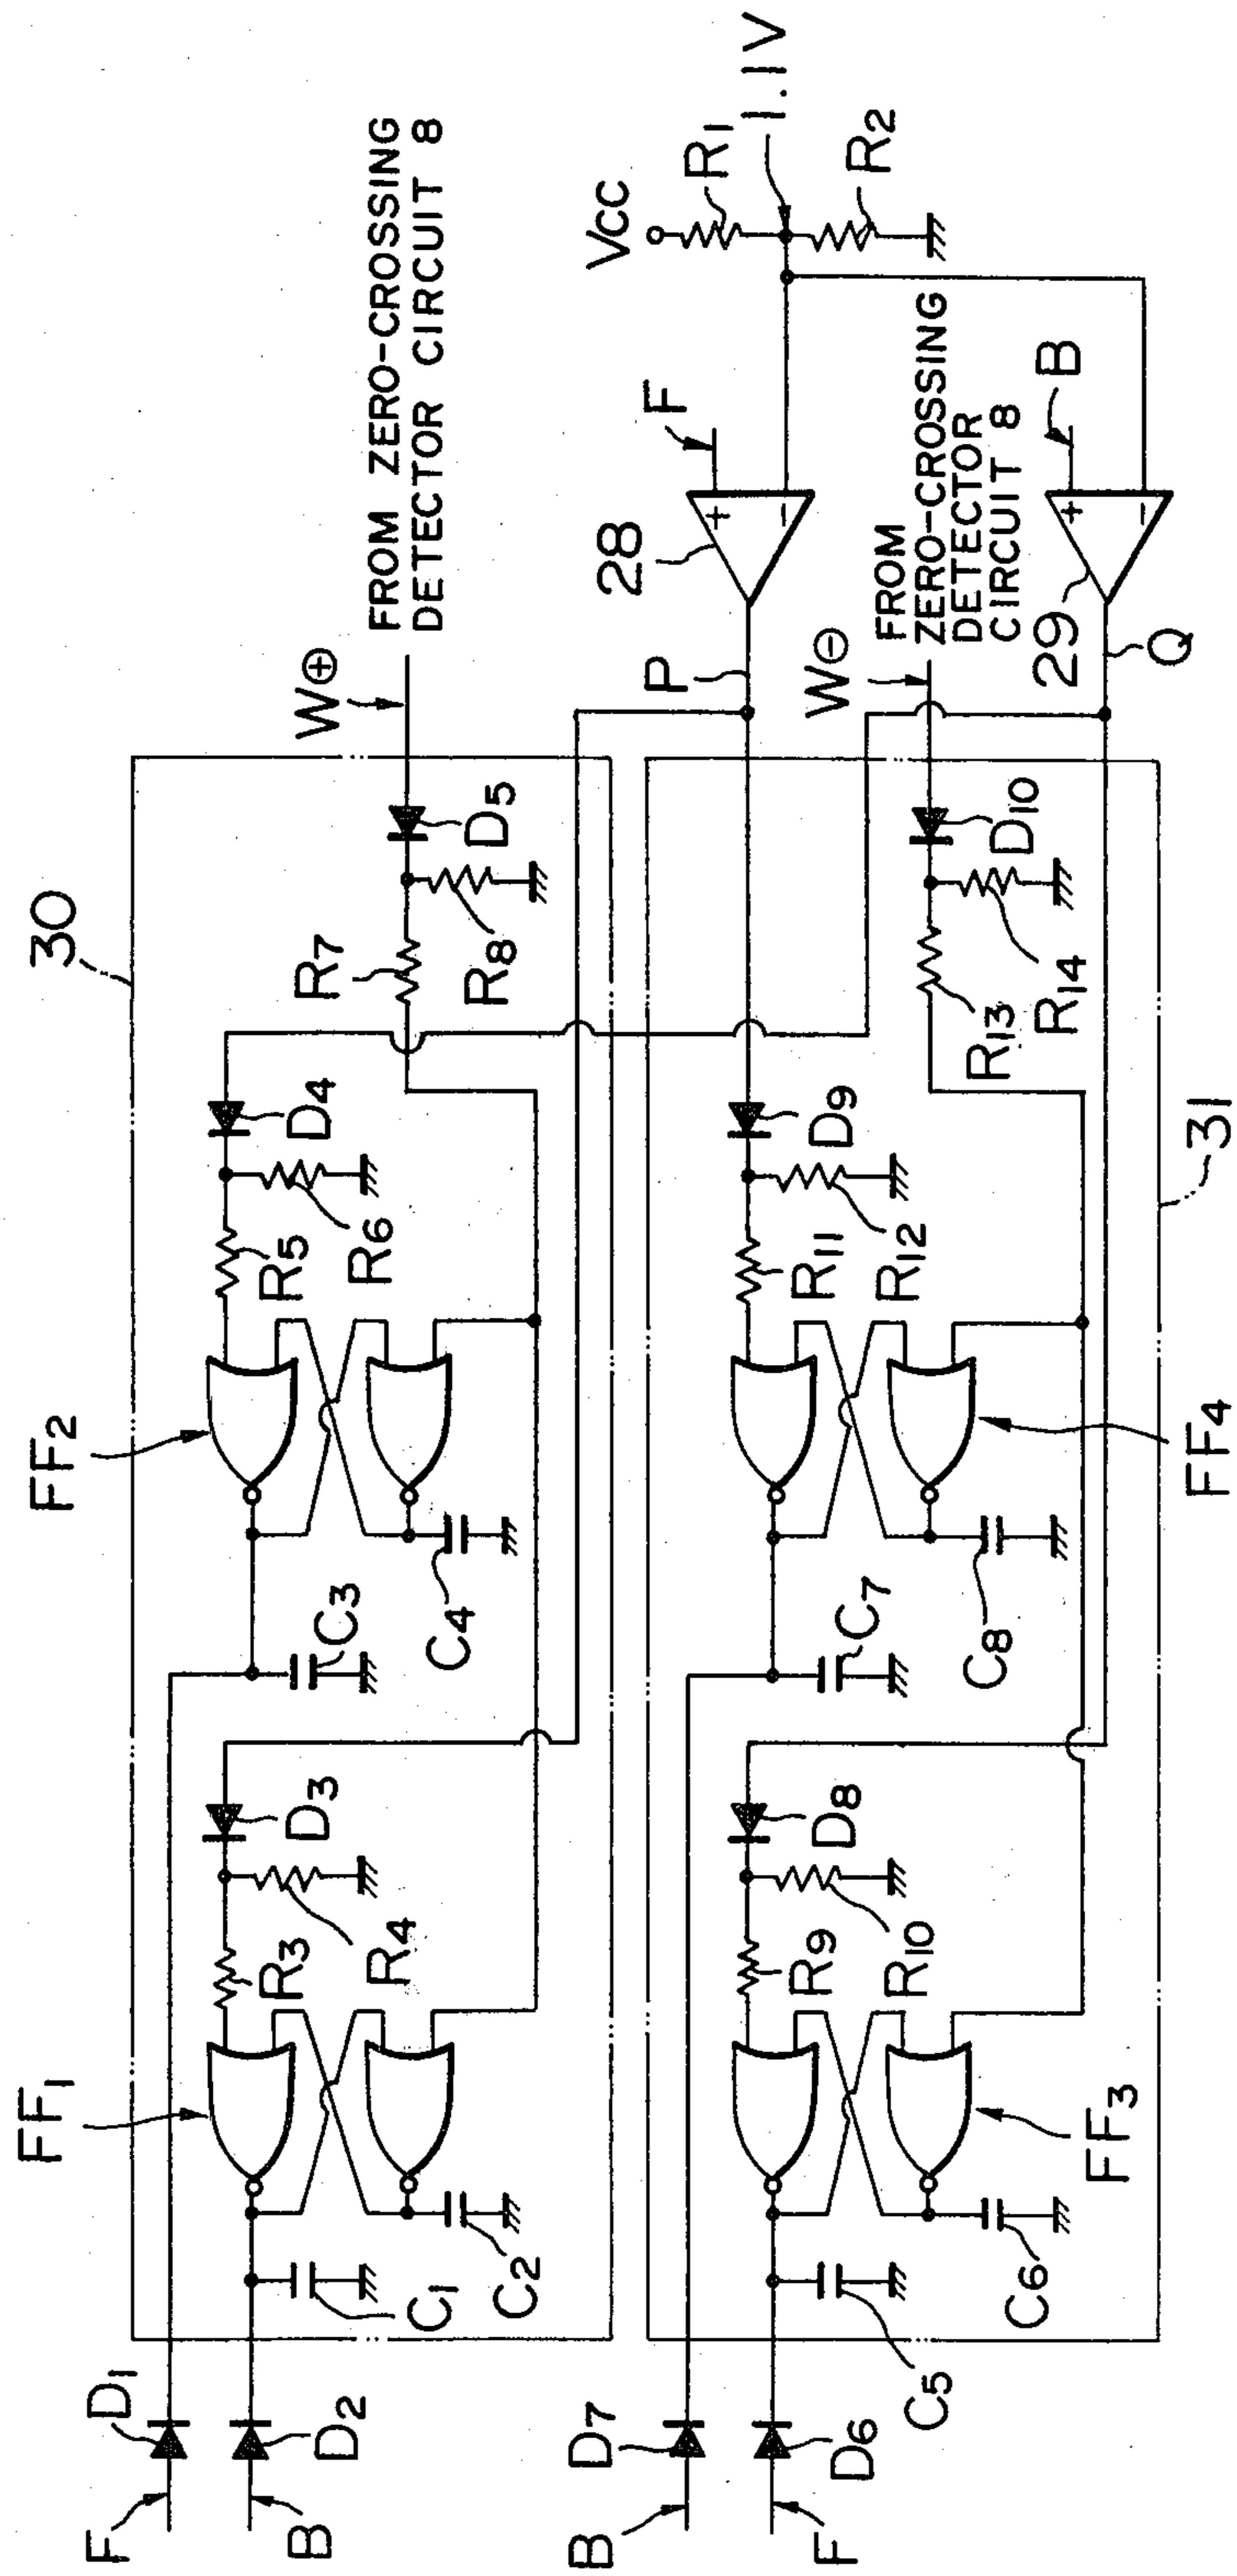 30
FF1
FF2
W⊕
FROM ZERO-CROSSING
DETECTOR CIRCUIT 8
D1
F
D2
B
C1
C2
R3
R4
D3
C3
C4
R5
R6
D4
R7
R8
D5
VCC
R1
1.1V
R2
28
F
+
−
P
D7
B
D6
F
C5
C6
R9
R10
D8
C7
C8
R11
R12
D9
R13
R14
D10
W⊖
FROM
ZERO-CROSSING
DETECTOR
CIRCUIT 8
29
B
+
−
Q
FF3
FF4
31